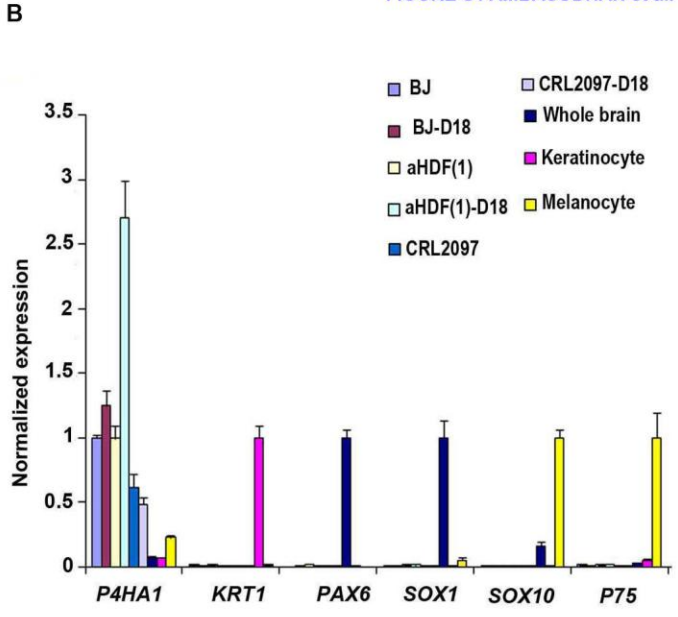 B
BJ
BJ-D18
aHDF(1)
aHDF(1)-D18
CRL2097
CRL2097-D18
Whole brain
Keratinocyte
Melanocyte
Normalized expression
3.5
3
2.5
2
1.5
1
0.5
0
P4HA1 KRT1 PAX6 SOX1 SOX10 P75